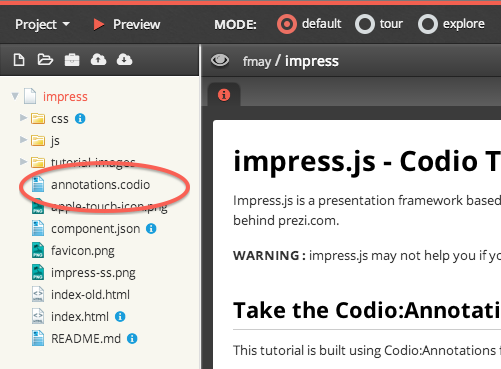 Project Preview MODE: default tour explore
fmay / impress
impress
css
js
tutorial-images
annotations.codio
apple-touch-icon.png
component.json
favicon.png
impress-ss.png
index-old.html
index.html
README.md
impress.js - Codio T
Impress.js is a presentation framework based
behind prezi.com.
WARNING : impress.js may not help you if yo
Take the Codio:Annotati
This tutorial is built using Codio:Annotations f